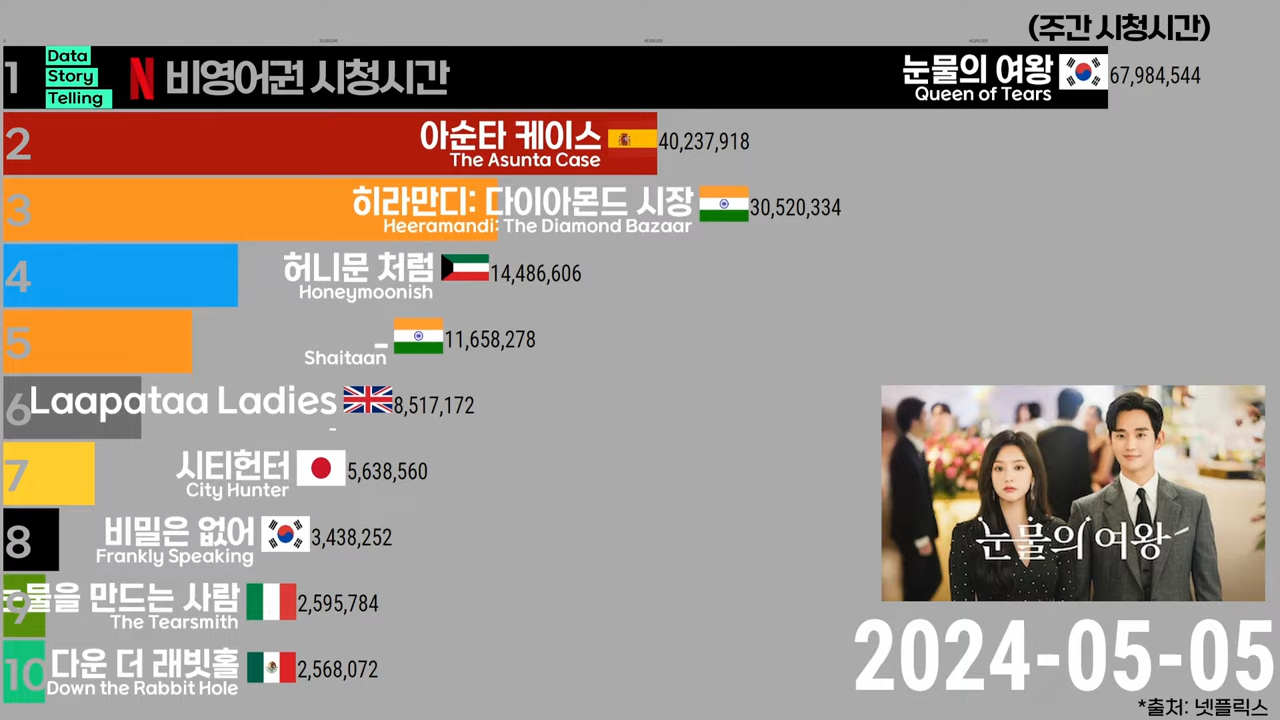 (주간 시청시간)
1
Data
Story
Telling
N 비영어권 시청시간
눈물의 여왕
Queen of Tears
67,984,544
2
아순타 케이스
The Asunta Case
40,237,918
3
히라만디: 다이아몬드 시장
Heeramandi: The Diamond Bazaar
30,520,334
4
허니문 처럼
Honeymoonish
14,486,606
5
-
Shaitaan
11,658,278
6
Laapataa Ladies
-
8,517,172
7
시티헌터
City Hunter
5,638,560
8
비밀은 없어
Frankly Speaking
3,438,252
9
눈물을 만드는 사람
The Tearsmith
2,595,784
10
다운 더 래빗홀
Down the Rabbit Hole
2,568,072
눈물의 여왕
2024-05-05
*출처: 넷플릭스